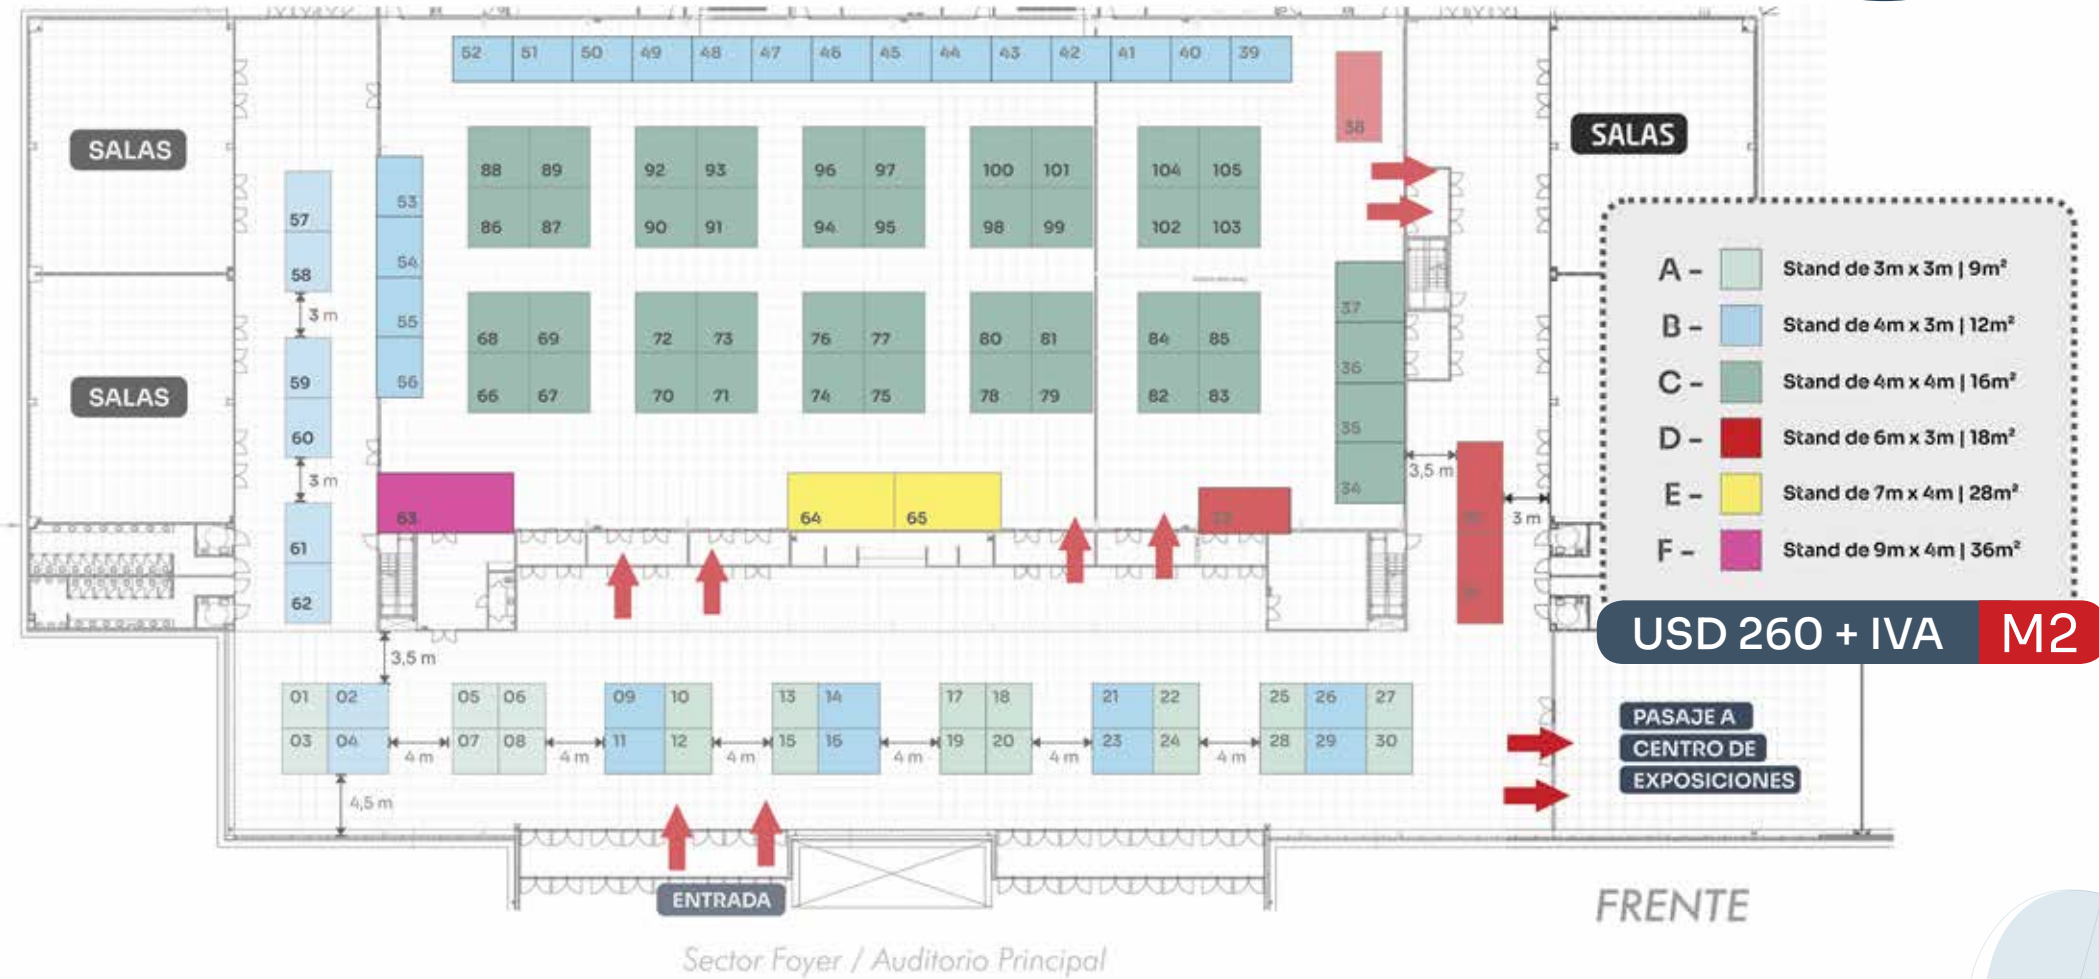 52 51 50 49 48 47 46 45 44 43 42 41 40 39
38
SALAS
SALAS
88 89 92 93 96 97 100 101 104 105
86 87 90 91 94 95 98 99 102 103
57
58
3 m
59
60
3 m
61
62
53
54
55
56
68 69 72 73 76 77 80 81 84 85
66 67 70 71 74 75 78 79 82 83
37
36
35
34
3,5 m
3 m
SALAS
63
64 65
A - Stand de 3m x 3m | 9m²
B - Stand de 4m x 3m | 12m²
C - Stand de 4m x 4m | 16m²
D - Stand de 6m x 3m | 18m²
E - Stand de 7m x 4m | 28m²
F - Stand de 9m x 4m | 36m²
USD 260 + IVA M2
3,5 m
01 02 05 06 09 10 13 14 17 18 21 22 25 26 27
03 04 07 08 11 12 15 16 19 20 23 24 28 29 30
4 m 4 m 4 m 4 m 4 m 4 m
4,5 m
PASAJE A
CENTRO DE
EXPOSICIONES
ENTRADA
FRENTE
Sector Foyer / Auditorio Principal